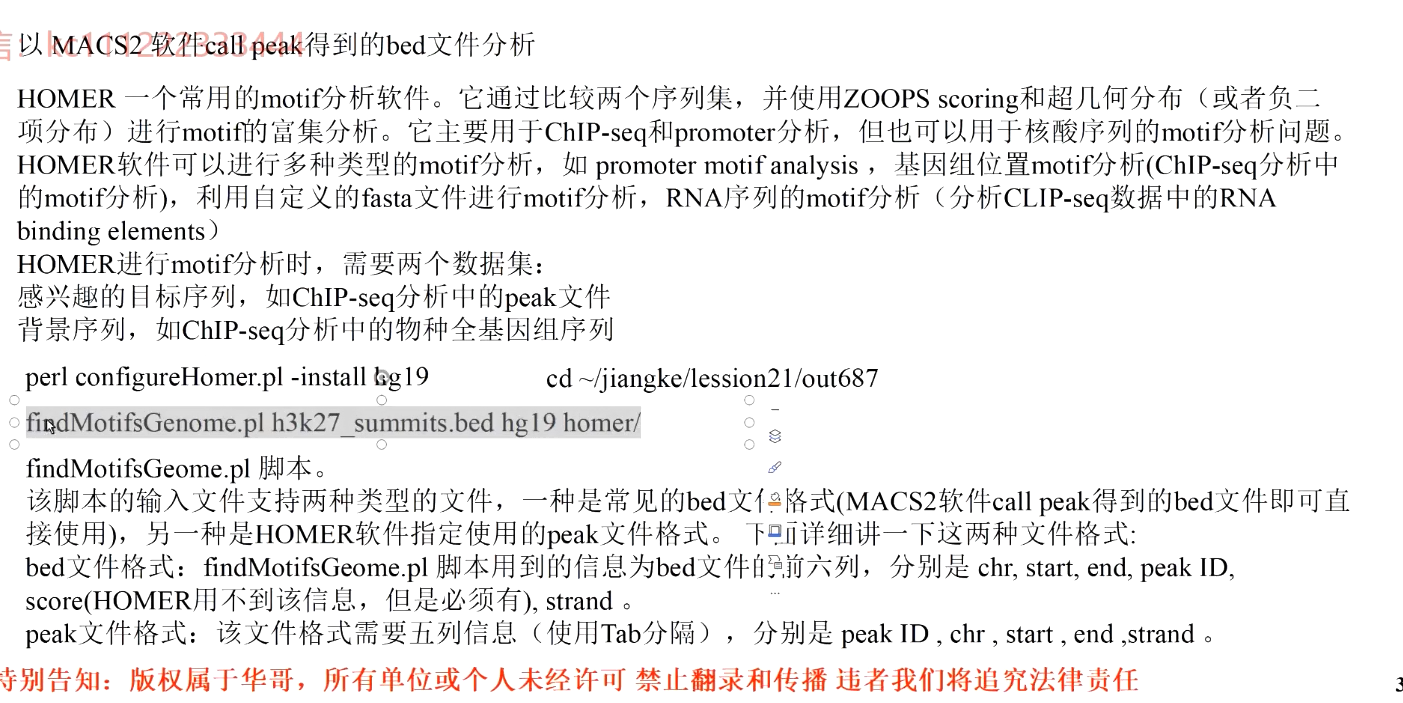 以 MACS2 软件call peak得到的bed文件分析
信：kc111222333444
HOMER 一个常用的motif分析软件。它通过比较两个序列集，并使用ZOOPS scoring和超几何分布（或者负二
项分布）进行motif的富集分析。它主要用于ChIP-seq和promoter分析，但也可以用于核酸序列的motif分析问题。
HOMER软件可以进行多种类型的motif分析，如 promoter motif analysis ，基因组位置motif分析(ChIP-seq分析中
的motif分析)，利用自定义的fasta文件进行motif分析，RNA序列的motif分析（分析CLIP-seq数据中的RNA
binding elements）
HOMER进行motif分析时，需要两个数据集：
感兴趣的目标序列，如ChIP-seq分析中的peak文件
背景序列，如ChIP-seq分析中的物种全基因组序列
perl configureHomer.pl -install hg19
cd ~/jiangke/lession21/out687
findMotifsGenome.pl h3k27_summits.bed hg19 homer/
findMotifsGeome.pl 脚本。
该脚本的输入文件支持两种类型的文件，一种是常见的bed文件格式(MACS2软件call peak得到的bed文件即可直
接使用)，另一种是HOMER软件指定使用的peak文件格式。 下面详细讲一下这两种文件格式:
bed文件格式：findMotifsGeome.pl 脚本用到的信息为bed文件的前六列，分别是 chr, start, end, peak ID,
score(HOMER用不到该信息，但是必须有), strand 。
peak文件格式：该文件格式需要五列信息（使用Tab分隔），分别是 peak ID , chr , start , end ,strand 。
特别告知：版权属于华哥，所有单位或个人未经许可 禁止翻录和传播 违者我们将追究法律责任
3